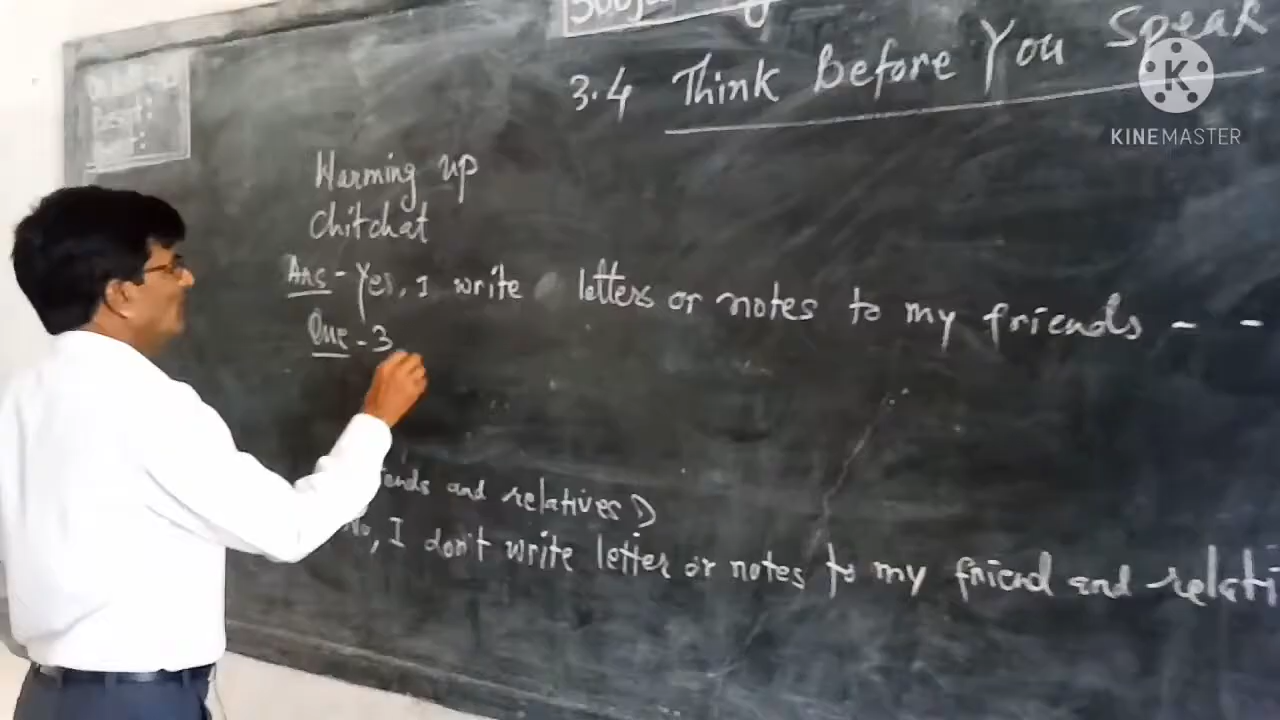 3.4 Think Before You Speak
KINEMASTER
Warming up
Chitchat
Ans - Yes, I write letters or notes to my friends - -
Que - 3
and relatives
No, I don't write letter or notes to my friend and relati